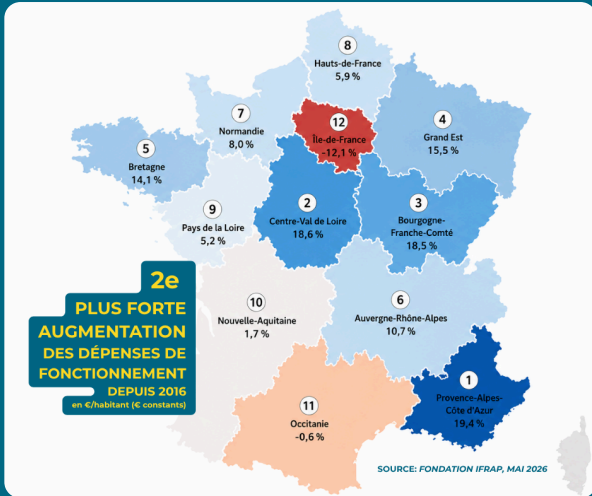 8
Hauts-de-France
5,9 %
7
Normandie
8,0 %
12
Île-de-France
-12,1 %
4
Grand Est
15,5 %
5
Bretagne
14,1 %
9
Pays de la Loire
5,2 %
2
Centre-Val de Loire
18,6 %
3
Bourgogne-
Franche-Comté
18,5 %
2e
PLUS FORTE
AUGMENTATION
DES DÉPENSES DE
FONCTIONNEMENT
DEPUIS 2016
en €/habitant (€ constants)
10
Nouvelle-Aquitaine
1,7 %
6
Auvergne-Rhône-Alpes
10,7 %
11
Occitanie
-0,6 %
1
Provence-Alpes-
Côte d'Azur
19,4 %
SOURCE: FONDATION IFRAP, MAI 2026